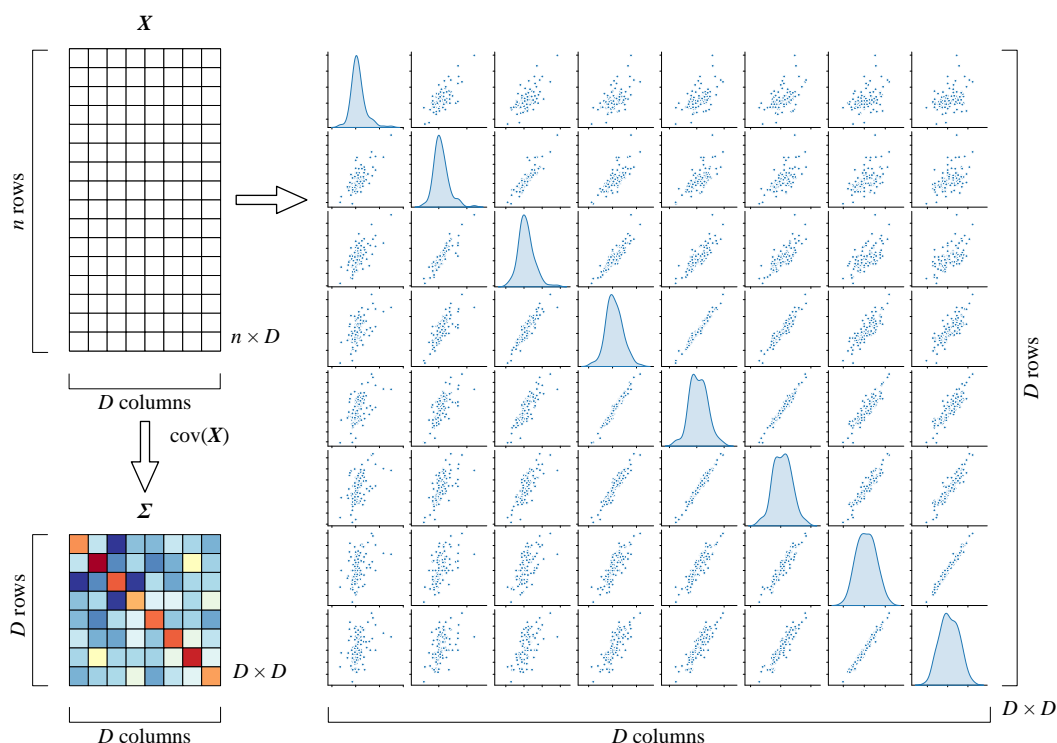 X
n rows
n × D
D columns
cov(X)
Σ
D rows
D × D
D columns
D rows
D × D
D columns